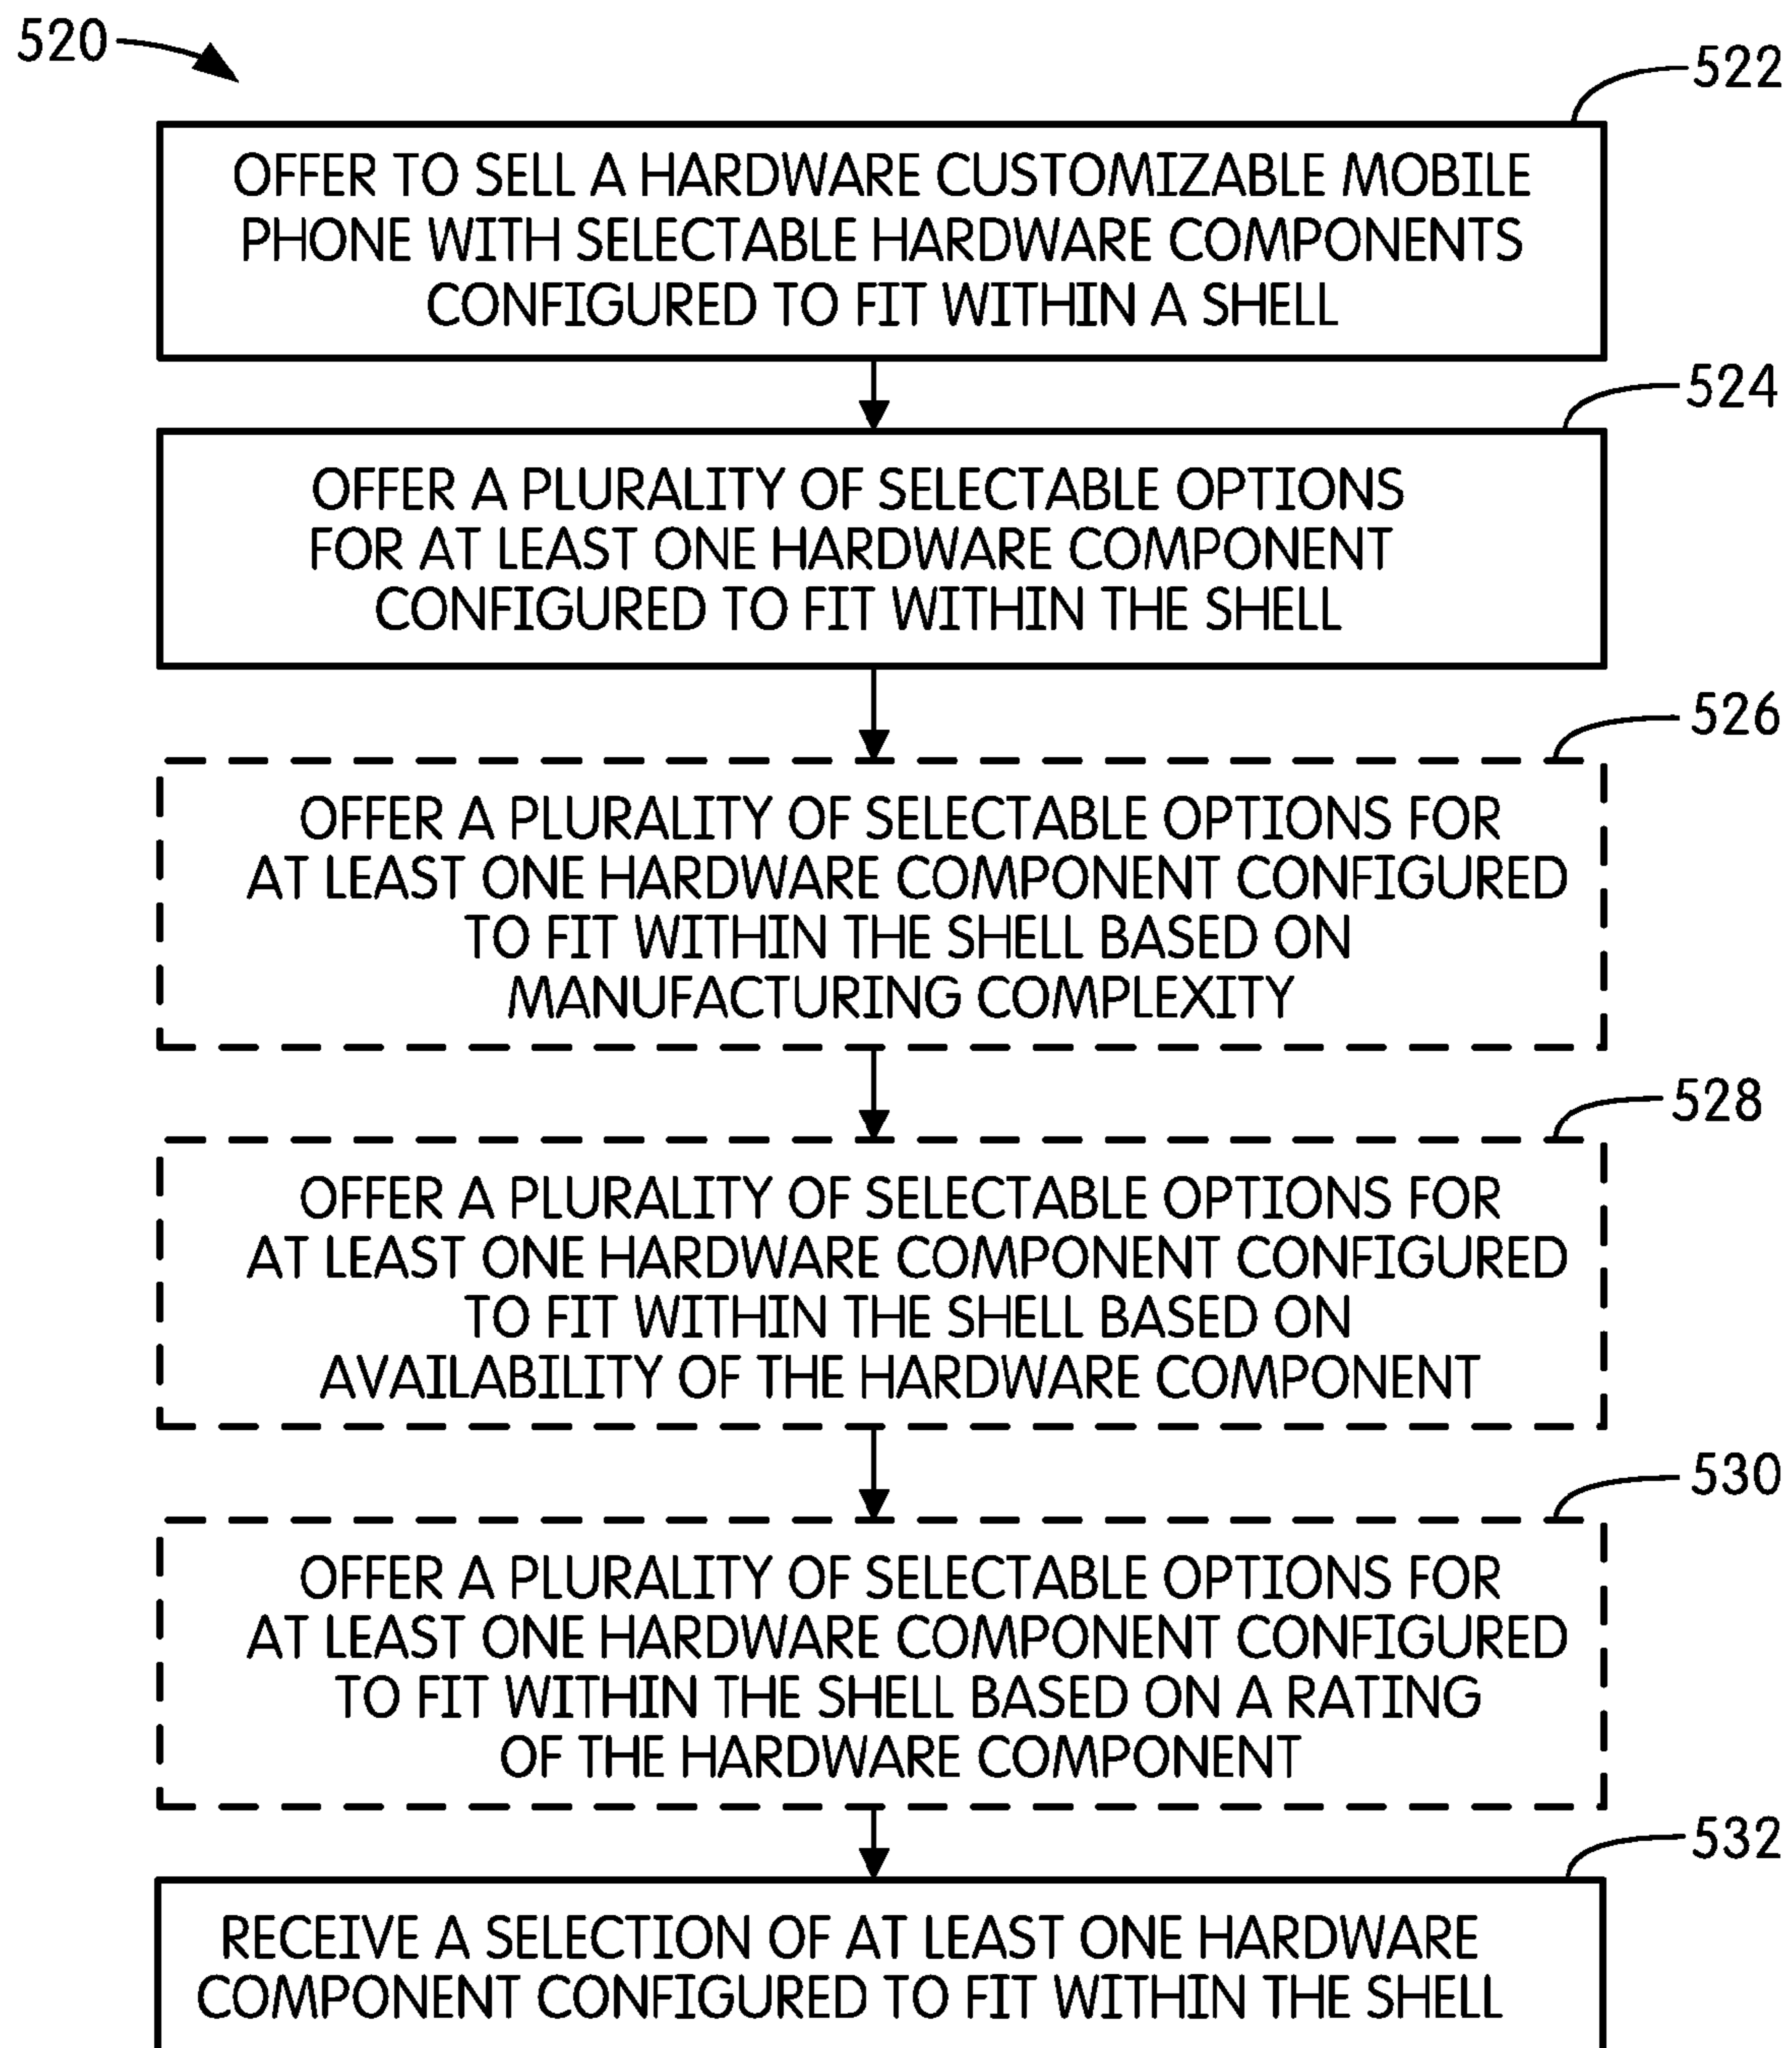 520
522
OFFER TO SELL A HARDWARE CUSTOMIZABLE MOBILE
PHONE WITH SELECTABLE HARDWARE COMPONENTS
CONFIGURED TO FIT WITHIN A SHELL
524
OFFER A PLURALITY OF SELECTABLE OPTIONS
FOR AT LEAST ONE HARDWARE COMPONENT
CONFIGURED TO FIT WITHIN THE SHELL
526
OFFER A PLURALITY OF SELECTABLE OPTIONS FOR
AT LEAST ONE HARDWARE COMPONENT CONFIGURED
TO FIT WITHIN THE SHELL BASED ON
MANUFACTURING COMPLEXITY
528
OFFER A PLURALITY OF SELECTABLE OPTIONS FOR
AT LEAST ONE HARDWARE COMPONENT CONFIGURED
TO FIT WITHIN THE SHELL BASED ON
AVAILABILITY OF THE HARDWARE COMPONENT
530
OFFER A PLURALITY OF SELECTABLE OPTIONS FOR
AT LEAST ONE HARDWARE COMPONENT CONFIGURED
TO FIT WITHIN THE SHELL BASED ON A RATING
OF THE HARDWARE COMPONENT
532
RECEIVE A SELECTION OF AT LEAST ONE HARDWARE
COMPONENT CONFIGURED TO FIT WITHIN THE SHELL